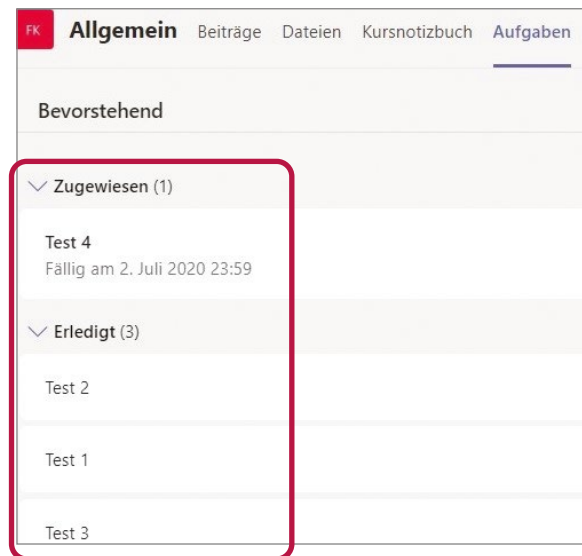 FK Allgemein Beiträge Dateien Kursnotizbuch Aufgaben
Bevorstehend
Zugewiesen (1)
Test 4
Fällig am 2. Juli 2020 23:59
Erledigt (3)
Test 2
Test 1
Test 3